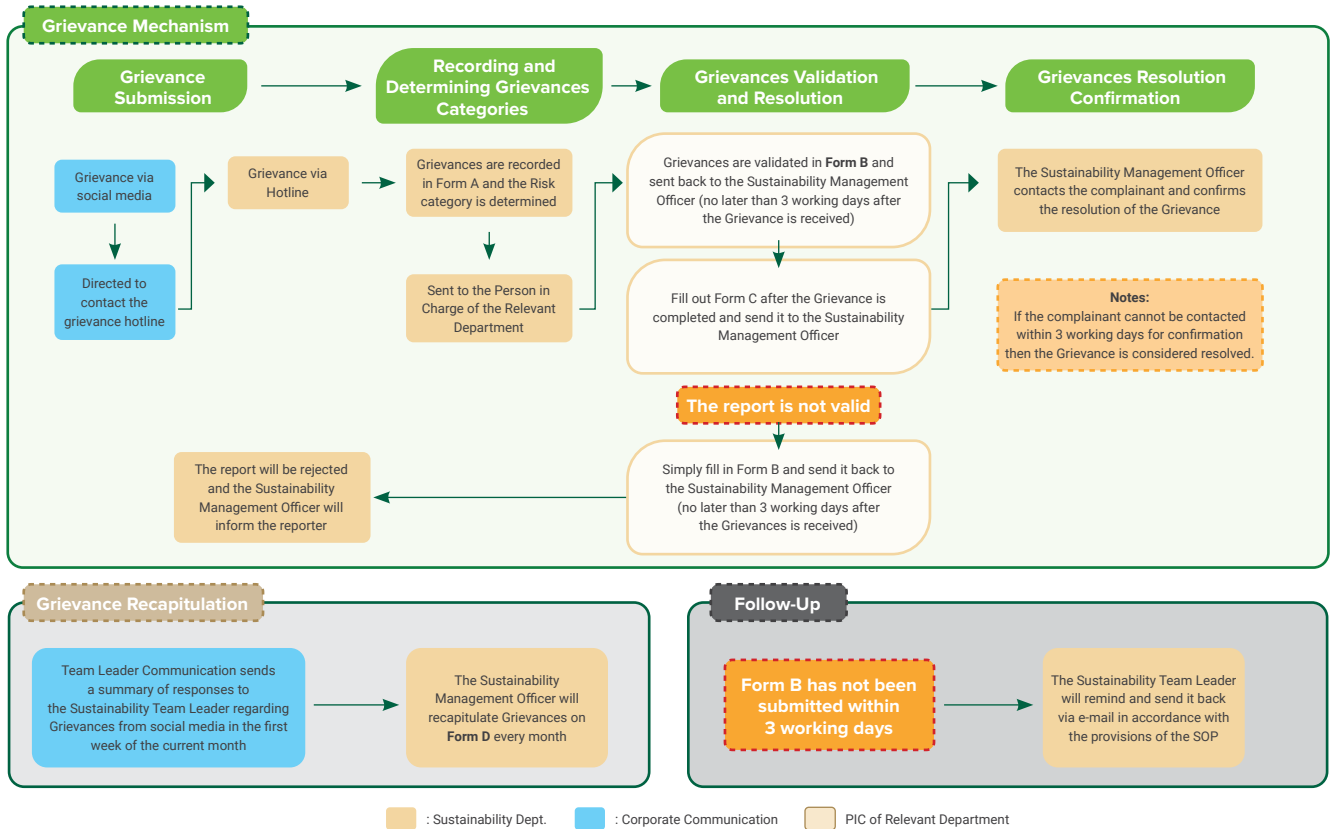 Grievance Mechanism
Grievance
Submission
Recording and
Determining Grievances
Categories
Grievances Validation
and Resolution
Grievances Resolution
Confirmation
Grievance via
social media
Directed to
contact the
grievance hotline
Grievance via
Hotline
Grievances are recorded
in Form A and the Risk
category is determined
Sent to the Person in
Charge of the Relevant
Department
Grievances are validated in Form B and
sent back to the Sustainability Management
Officer (no later than 3 working days after
the Grievance is received)
Fill out Form C after the Grievance is
completed and send it to the Sustainability
Management Officer
The Sustainability Management Officer
contacts the complainant and confirms
the resolution of the Grievance
Notes:
If the complainant cannot be contacted
within 3 working days for confirmation
then the Grievance is considered resolved.
The report is not valid
Simply fill in Form B and send it back to
the Sustainability Management Officer
(no later than 3 working days after
the Grievances is received)
The report will be rejected
and the Sustainability
Management Officer will
inform the reporter
Grievance Recapitulation
Team Leader Communication sends
a summary of responses to
the Sustainability Team Leader regarding
Grievances from social media in the first
week of the current month
The Sustainability
Management Officer will
recapitulate Grievances on
Form D every month
Follow-Up
Form B has not been
submitted within
3 working days
The Sustainability Team Leader
will remind and send it back
via e-mail in accordance with
the provisions of the SOP
: Sustainability Dept.
: Corporate Communication
PIC of Relevant Department